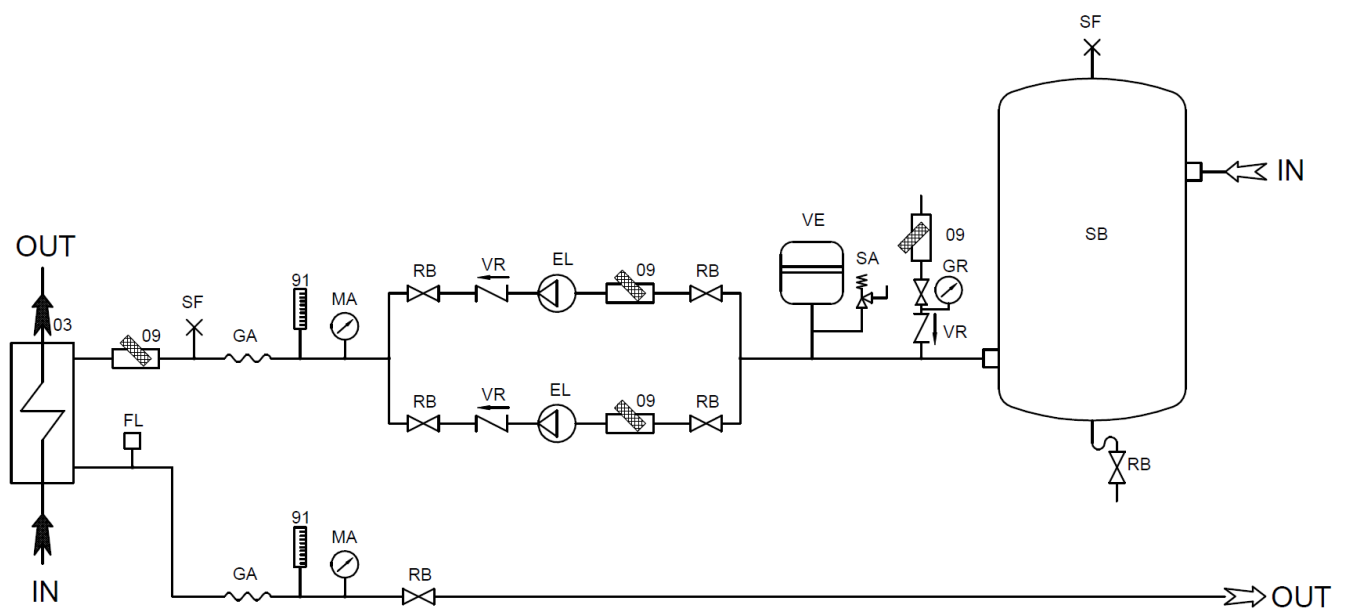 SF
IN
SB
VE
SA
09
GR
VR
OUT
91
RB
VR
EL
09
RB
03
SF
MA
09
GA
RB
VR
EL
09
RB
FL
RB
91
MA
GA
RB
IN
OUT